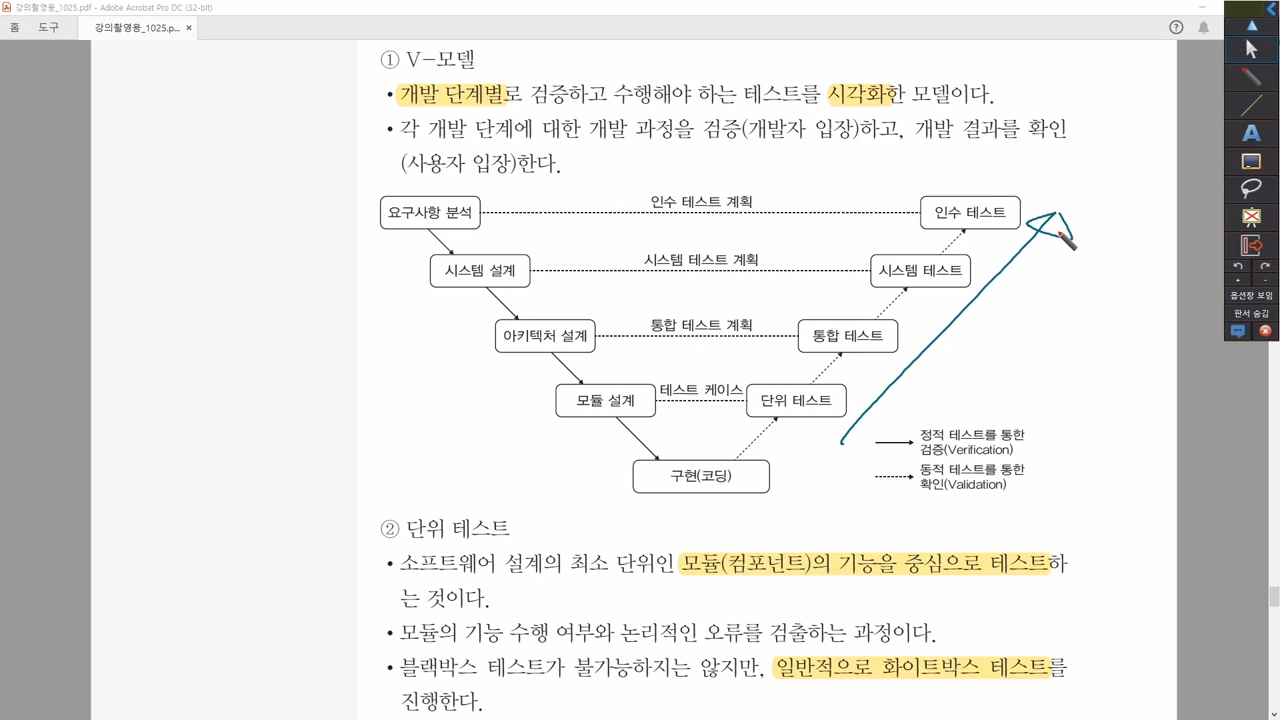 강의촬영용_1025.pdf - Adobe Acrobat Pro DC (32-bit)
홈 도구 강의촬영용_1025.p... ×
① V-모델
• 개발 단계별로 검증하고 수행해야 하는 테스트를 시각화한 모델이다.
• 각 개발 단계에 대한 개발 과정을 검증(개발자 입장)하고, 개발 결과를 확인
(사용자 입장)한다.
요구사항 분석 인수 테스트 계획 인수 테스트
시스템 설계 시스템 테스트 계획 시스템 테스트
아키텍처 설계 통합 테스트 계획 통합 테스트
모듈 설계 테스트 케이스 단위 테스트
구현(코딩)
정적 테스트를 통한
검증(Verification)
동적 테스트를 통한
확인(Validation)
② 단위 테스트
• 소프트웨어 설계의 최소 단위인 모듈(컴포넌트)의 기능을 중심으로 테스트하
는 것이다.
• 모듈의 기능 수행 여부와 논리적인 오류를 검출하는 과정이다.
• 블랙박스 테스트가 불가능하지는 않지만, 일반적으로 화이트박스 테스트를
진행한다.
A
+ -
옵션장 보임
판서 숨김